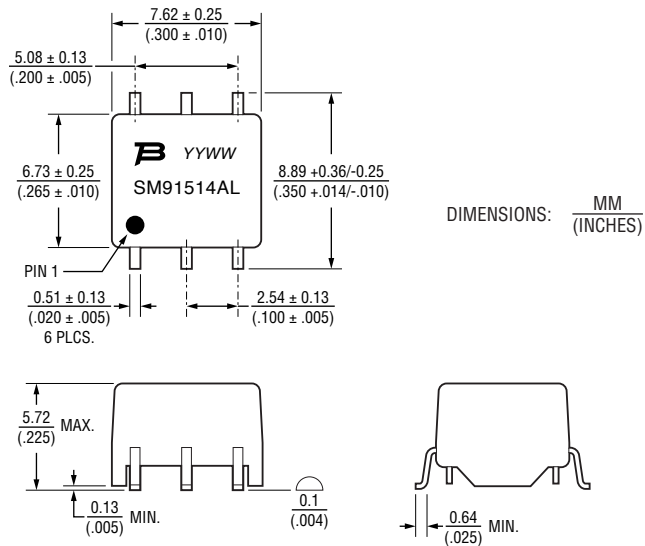 7.62 ± 0.25
(.300 ± .010)
5.08 ± 0.13
(.200 ± .005)
6.73 ± 0.25
(.265 ± .010)
B YYWW
SM91514AL
8.89 +0.36/-0.25
(.350 +.014/-.010)
DIMENSIONS: MM
(INCHES)
PIN 1
0.51 ± 0.13
(.020 ± .005)
6 PLCS.
2.54 ± 0.13
(.100 ± .005)
5.72
(.225) MAX.
0.13
(.005) MIN.
0.1
(.004)
0.64
(.025) MIN.